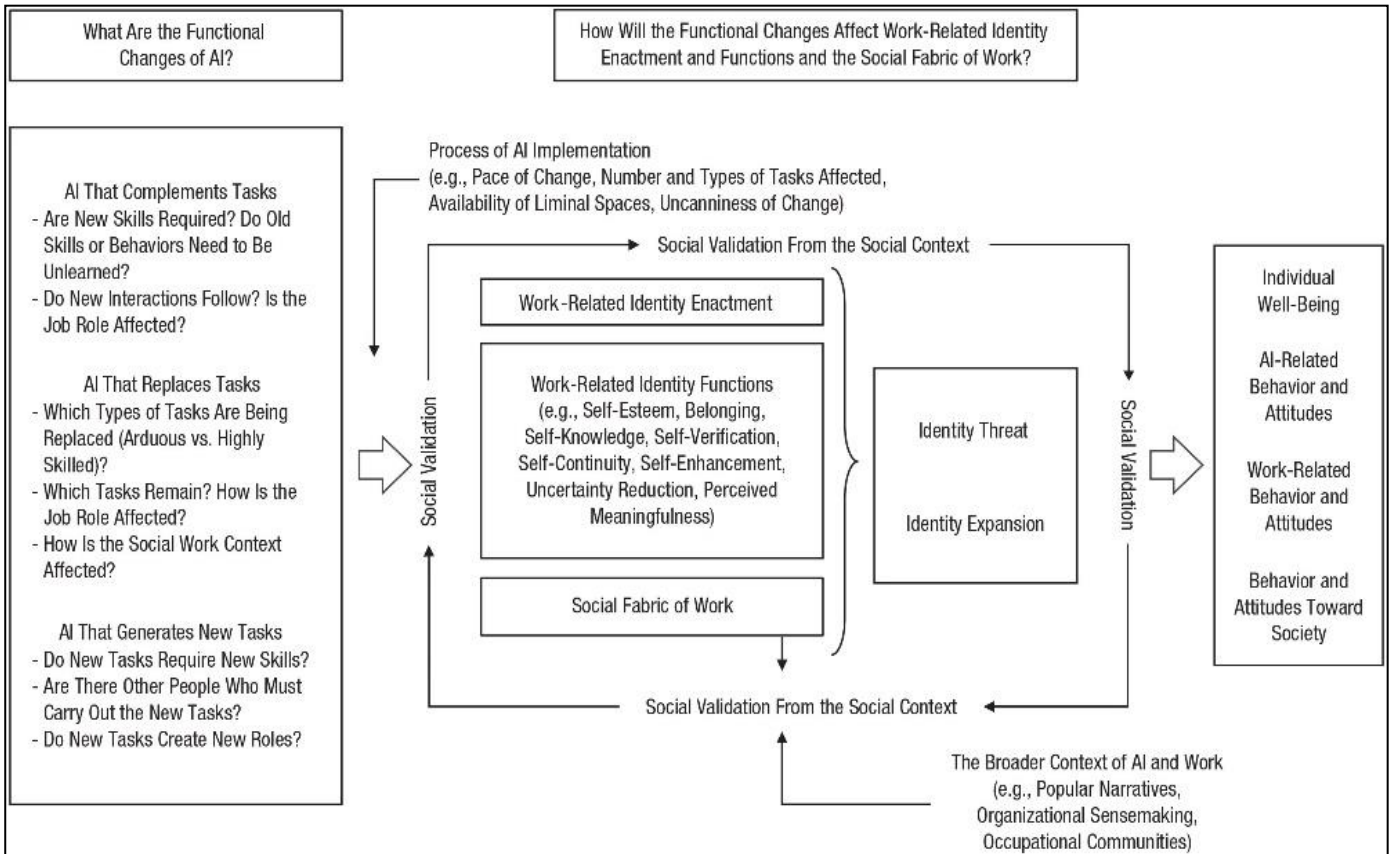 What Are the Functional
Changes of AI?
How Will the Functional Changes Affect Work-Related Identity
Enactment and Functions and the Social Fabric of Work?
AI That Complements Tasks
- Are New Skills Required? Do Old
Skills or Behaviors Need to Be
Unlearned?
- Do New Interactions Follow? Is the
Job Role Affected?
AI That Replaces Tasks
- Which Types of Tasks Are Being
Replaced (Arduous vs. Highly
Skilled)?
- Which Tasks Remain? How Is the
Job Role Affected?
- How Is the Social Work Context
Affected?
AI That Generates New Tasks
- Do New Tasks Require New Skills?
- Are There Other People Who Must
Carry Out the New Tasks?
- Do New Tasks Create New Roles?
Process of AI Implementation
(e.g., Pace of Change, Number and Types of Tasks Affected,
Availability of Liminal Spaces, Uncanniness of Change)
Social Validation From the Social Context
Social Validation
Work-Related Identity Enactment
Work-Related Identity Functions
(e.g., Self-Esteem, Belonging,
Self-Knowledge, Self-Verification,
Self-Continuity, Self-Enhancement,
Uncertainty Reduction, Perceived
Meaningfulness)
Social Fabric of Work
Identity Threat
Identity Expansion
Social Validation
Social Validation From the Social Context
The Broader Context of AI and Work
(e.g., Popular Narratives,
Organizational Sensemaking,
Occupational Communities)
Individual
Well-Being
AI-Related
Behavior and
Attitudes
Work-Related
Behavior and
Attitudes
Behavior and
Attitudes Toward
Society